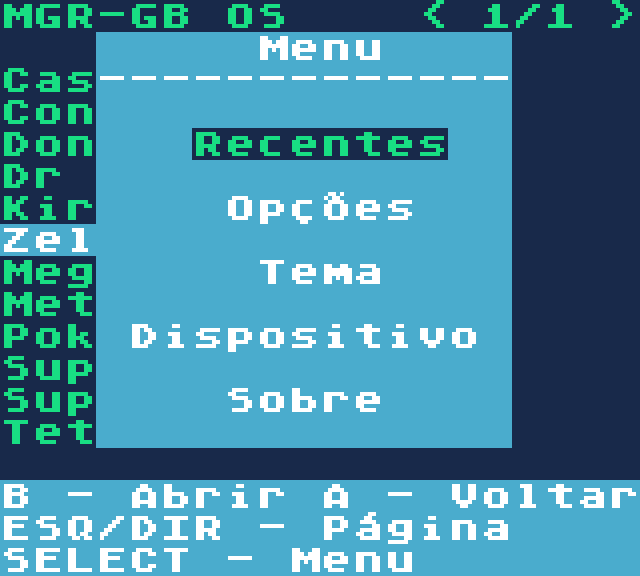 MGR-GB OS < 1/1 >
Menu
--------------
Cas
Con
Don Recentes
Dr
Kir Opções
Zel
Meg Tema
Met
Pok Dispositivo
Sup
Sup Sobre
Tet
B - Abrir A - Voltar
ESQ/DIR - Página
SELECT - Menu